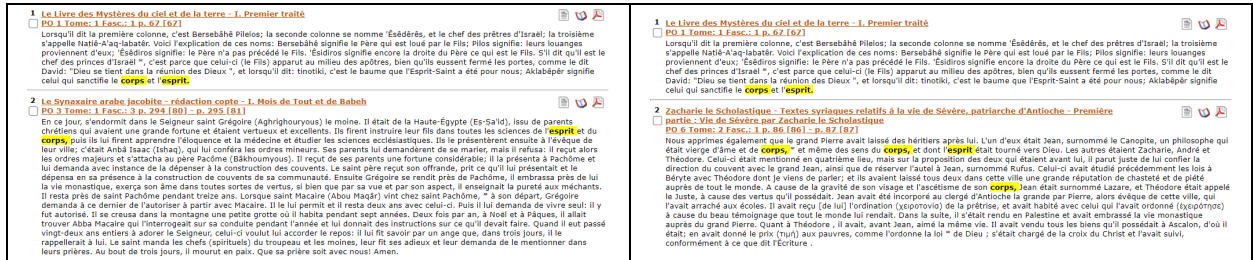 1 Le Livre des Mystères du ciel et de la terre - I. Premier traité
PO 1 Tome: 1 Fasc.: 1 p. 67 [67]
Lorsqu'il dit la première colonne, c'est Bersebâhê Pilelos; la seconde colonne se nomme 'Êsêdêrês, et le chef des prêtres d'Israël; la troisième
s'appelle Natiê-A'aq-labatêr. Voici l'explication de ces noms: Bersebâhê signifie le Père qui est loué par le Fils; Pilos signifie: leurs louanges
proviennent d'eux; 'Êsidiros signifie: le Père n'a pas précédé le Fils. 'Êsidiros signifie encore la droite du Père ce qui est le Fils. S'il dit qu'il est le
chef des princes d'Israël ", c'est parce que celui-ci (le Fils) apparut au milieu des apôtres, bien qu'ils eussent fermé les portes, comme le dit
David: "Dieu se tient dans la réunion des Dieux ", et lorsqu'il dit: tinotiki, c'est le baume que l'Esprit-Saint a été pour nous; Aklabêpêr signifie
celui qui sanctifie le corps et l'esprit.
2 Le Synaxaire arabe jacobite - rédaction copte - I. Mois de Tout et de Babeh
PO 3 Tome: 1 Fasc.: 3 p. 294 [80] - p. 295 [81]
En ce jour, s'endormit dans le Seigneur saint Grégoire (Aghrighouryous) le moine. Il était de la Haute-Égypte (Eṣ-Ṣa'îd), issu de parents
chrétiens qui avaient une grande fortune et étaient vertueux et excellents. Ils firent instruire leur fils dans toutes les sciences de l'esprit et du
corps, puis ils lui firent apprendre l'éloquence et la médecine et étudier les sciences ecclésiastiques. Ils le présentèrent ensuite à l'évêque de
leur ville; c'était Anbâ Isaac (Ishaq), qui lui conféra les ordres mineurs. Ses parents lui demandèrent de se marier, mais il refusa: il reçut alors
les ordres majeurs et s'attacha au père Pacôme (Bâkhoumyous). Il reçut de ses parents une fortune considérable; il la présenta à Pachôme et
lui demanda avec instance de la dépenser à la construction des couvents. Le saint père reçut son offrande, prit ce qu'il lui présentait et le
dépensa en sa présence à la construction de couvents de sa communauté. Ensuite Grégoire se rendit près de Pachôme, il embrassa près de lui
la vie monastique, exerça son âme dans toutes sortes de vertus, si bien que par sa vue et par son aspect, il enseignait la pureté aux méchants.
Il resta près de saint Pachôme pendant treize ans. Lorsque saint Macaire (Abou Maqâr) vint chez saint Pachôme, " à son départ, Grégoire
demanda à ce dernier de l'autoriser à partir avec Macaire. Il le lui permit et il resta deux ans avec celui-ci. Puis il lui demanda de vivre seul: il y
fut autorisé. Il se creusa dans la montagne une petite grotte où il habita pendant sept années. Deux fois par an, à Noël et à Pâques, il allait
trouver Abba Macaire qui l'interrogeait sur sa conduite pendant l'année et lui donnait des instructions sur ce qu'il devait faire. Quand il eut passé
vingt-deux ans entiers à adorer le Seigneur, celui-ci voulut lui accorder le repos: il lui fit savoir par un ange que, dans trois jours, il le
rappellerait à lui. Le saint manda les chefs (spirituels) du troupeau et les moines, leur fit ses adieux et leur demanda de le mentionner dans
leurs prières. Au bout de trois jours, il mourut en paix. Que sa prière soit avec nous! Amen.
1 Le Livre des Mystères du ciel et de la terre - I. Premier traité
PO 1 Tome: 1 Fasc.: 1 p. 67 [67]
Lorsqu'il dit la première colonne, c'est Bersebâhê Pilelos; la seconde colonne se nomme 'Êsêdêrês, et le chef des prêtres d'Israël; la troisième
s'appelle Natiê-A'aq-labatêr. Voici l'explication de ces noms: Bersebâhê signifie le Père qui est loué par le Fils; Pilos signifie: leurs louanges
proviennent d'eux; 'Êsidiros signifie: le Père n'a pas précédé le Fils. 'Êsidiros signifie encore la droite du Père ce qui est le Fils. S'il dit qu'il est le
chef des princes d'Israël ", c'est parce que celui-ci (le Fils) apparut au milieu des apôtres, bien qu'ils eussent fermé les portes, comme le dit
David: "Dieu se tient dans la réunion des Dieux ", et lorsqu'il dit: tinotiki, c'est le baume que l'Esprit-Saint a été pour nous; Aklabêpêr signifie
celui qui sanctifie le corps et l'esprit.
2 Zacharie le Scholastique - Textes syriaques relatifs à la vie de Sévère, patriarche d'Antioche - Première
partie : Vie de Sévère par Zacharie le Scholastique
PO 6 Tome: 2 Fasc.: 1 p. 86 [86] - p. 87 [87]
Nous apprîmes également que le grand Pierre avait laissé des héritiers après lui. L'un d'eux était Jean, surnommé le Canopite, un philosophe qui
était vierge d'âme et de corps, " et même des sens du corps, et dont l'esprit était tourné vers Dieu. Les autres étaient Zacharie, André et
Théodore. Celui-ci était mentionné en quatrième lieu, mais sur la proposition des deux qui étaient avant lui, il parut juste de lui confier la
direction du couvent avec le grand Jean, ainsi que de réserver l'autel à Jean, surnommé Rufus. Celui-ci avait étudié précédemment les lois à
Béryte avec Théodore dont je viens de parler; et ils avaient laissé tous deux dans cette ville une grande réputation de chasteté et de piété
auprès de tout le monde. A cause de la gravité de son visage et l'ascétisme de son corps, Jean était surnommé Lazare, et Théodore était appelé
le Juste, à cause des vertus qu'il possédait. Jean avait été incorporé au clergé d'Antioche la grande par Pierre, alors évêque de cette ville, qui
l'avait arraché aux écoles. Il avait reçu [de lui] l'ordination (χειροτονία) de la prêtrise, et avait habité avec celui qui l'avait ordonné (ἐχειρότησε)
à cause du beau témoignage que tout le monde lui rendait. Dans la suite, il s'était rendu en Palestine et avait embrassé la vie monastique
auprès du grand Pierre. Quant à Théodore , il avait, avant Jean, aimé la même vie. Il avait vendu tous les biens qu'il possédait à Ascalon, d'où il
était; en avait donné le prix (τιμή) aux pauvres, comme l'ordonne la loi " de Dieu ; s'était chargé de la croix du Christ et l'avait suivi,
conformément à ce que dit l'Écriture .